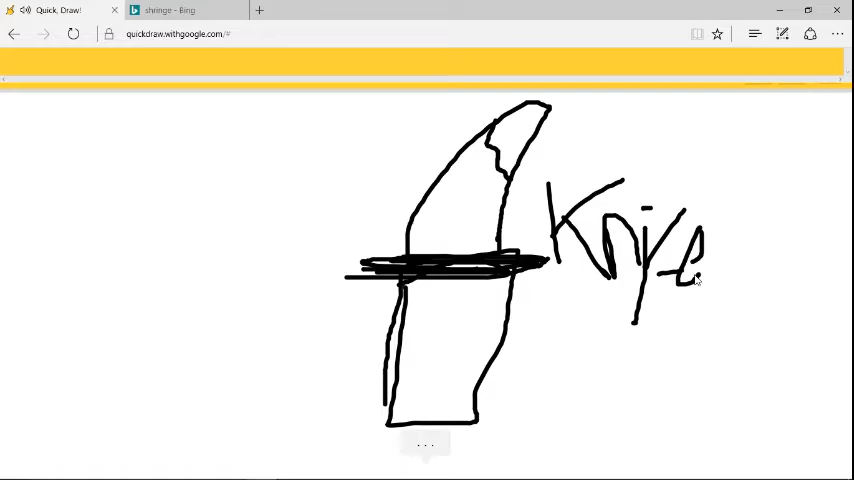 Quick, Draw!
shringe - Bing
quickdraw.withgoogle.com/#
Knife
...